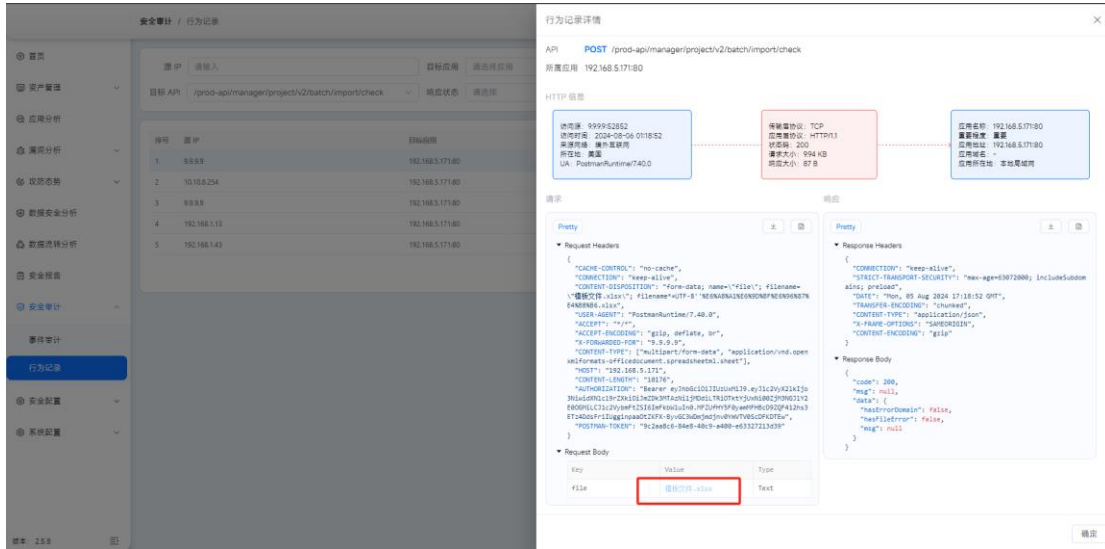 安全审计 / 行为记录
首页
资产管理
应用分析
漏洞分析
攻防态势
数据安全分析
数据流转分析
安全报告
安全审计
事件审计
行为记录
安全配置
系统配置
版本: 2.5.8
源 IP 请输入 目标应用 请选择应用
目标 API /prod-api/manager/project/v2/batch/import/check 响应状态 请选择
序号 源 IP 目标应用
1 9.9.9.9 192.168.5.171:80
2 10.10.6.254 192.168.5.171:80
3 9.9.9.9 192.168.5.171:80
4 192.168.1.13 192.168.5.171:80
5 192.168.1.43 192.168.5.171:80
行为记录详情
API POST /prod-api/manager/project/v2/batch/import/check
所属应用 192.168.5.171:80
HTTP 信息
访问源: 9.9.9.9:52852
访问时间: 2024-08-06 01:18:52
来源网络: 境外互联网
所在地: 美国
UA: PostmanRuntime/7.40.0
传输层协议: TCP
应用层协议: HTTP/1.1
状态码: 200
请求大小: 9.94 KB
响应大小: 87 B
应用名称: 192.168.5.171:80
重要程度: 重要
应用地址: 192.168.5.171:80
应用域名: -
应用所在地: 本地局域网
请求
Pretty
Request Headers
{
"CACHE-CONTROL": "no-cache",
"CONNECTION": "keep-alive",
"CONTENT-DISPOSITION": "form-data; name=\"file\"; filename=
\"模板文件.xlsx\"; filename*=UTF-8''%E6%A8%A1%E6%9D%BF%E6%96%87%
E4%BB%B6.xlsx",
"USER-AGENT": "PostmanRuntime/7.40.0",
"ACCEPT": "*/*",
"ACCEPT-ENCODING": "gzip, deflate, br",
"X-FORWARDED-FOR": "9.9.9.9",
"CONTENT-TYPE": ["multipart/form-data", "application/vnd.open
xmlformats-officedocument.spreadsheetml.sheet"],
"HOST": "192.168.5.171",
"CONTENT-LENGTH": "10176",
"AUTHORIZATION": "Bearer
"POSTMAN-TOKEN":
}
Request Body
Key Value Type
file 模板文件.xlsx Text
响应
Pretty
Response Headers
{
"CONNECTION": "keep-alive",
"STRICT-TRANSPORT-SECURITY": "max-age=63072000; includeSubdom
ains; preload",
"DATE": "Mon, 05 Aug 2024 17:18:52 GMT",
"TRANSFER-ENCODING": "chunked",
"CONTENT-TYPE": "application/json",
"X-FRAME-OPTIONS": "SAMEORIGIN",
"CONTENT-ENCODING": "gzip"
}
Response Body
{
"code": 200,
"msg": null,
"data": {
"hasErrorDomain": false,
"hasFileError": false,
"msg": null
}
}
确定